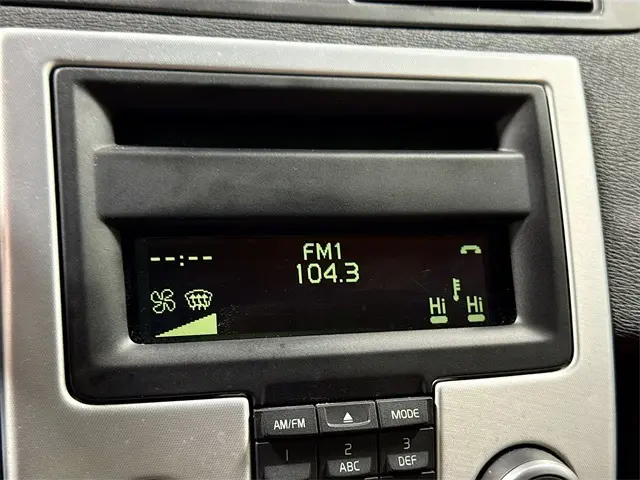 --:--
FM1
104.3
Hi Hi
AM/FM MODE
1 2 3
ABC DEF